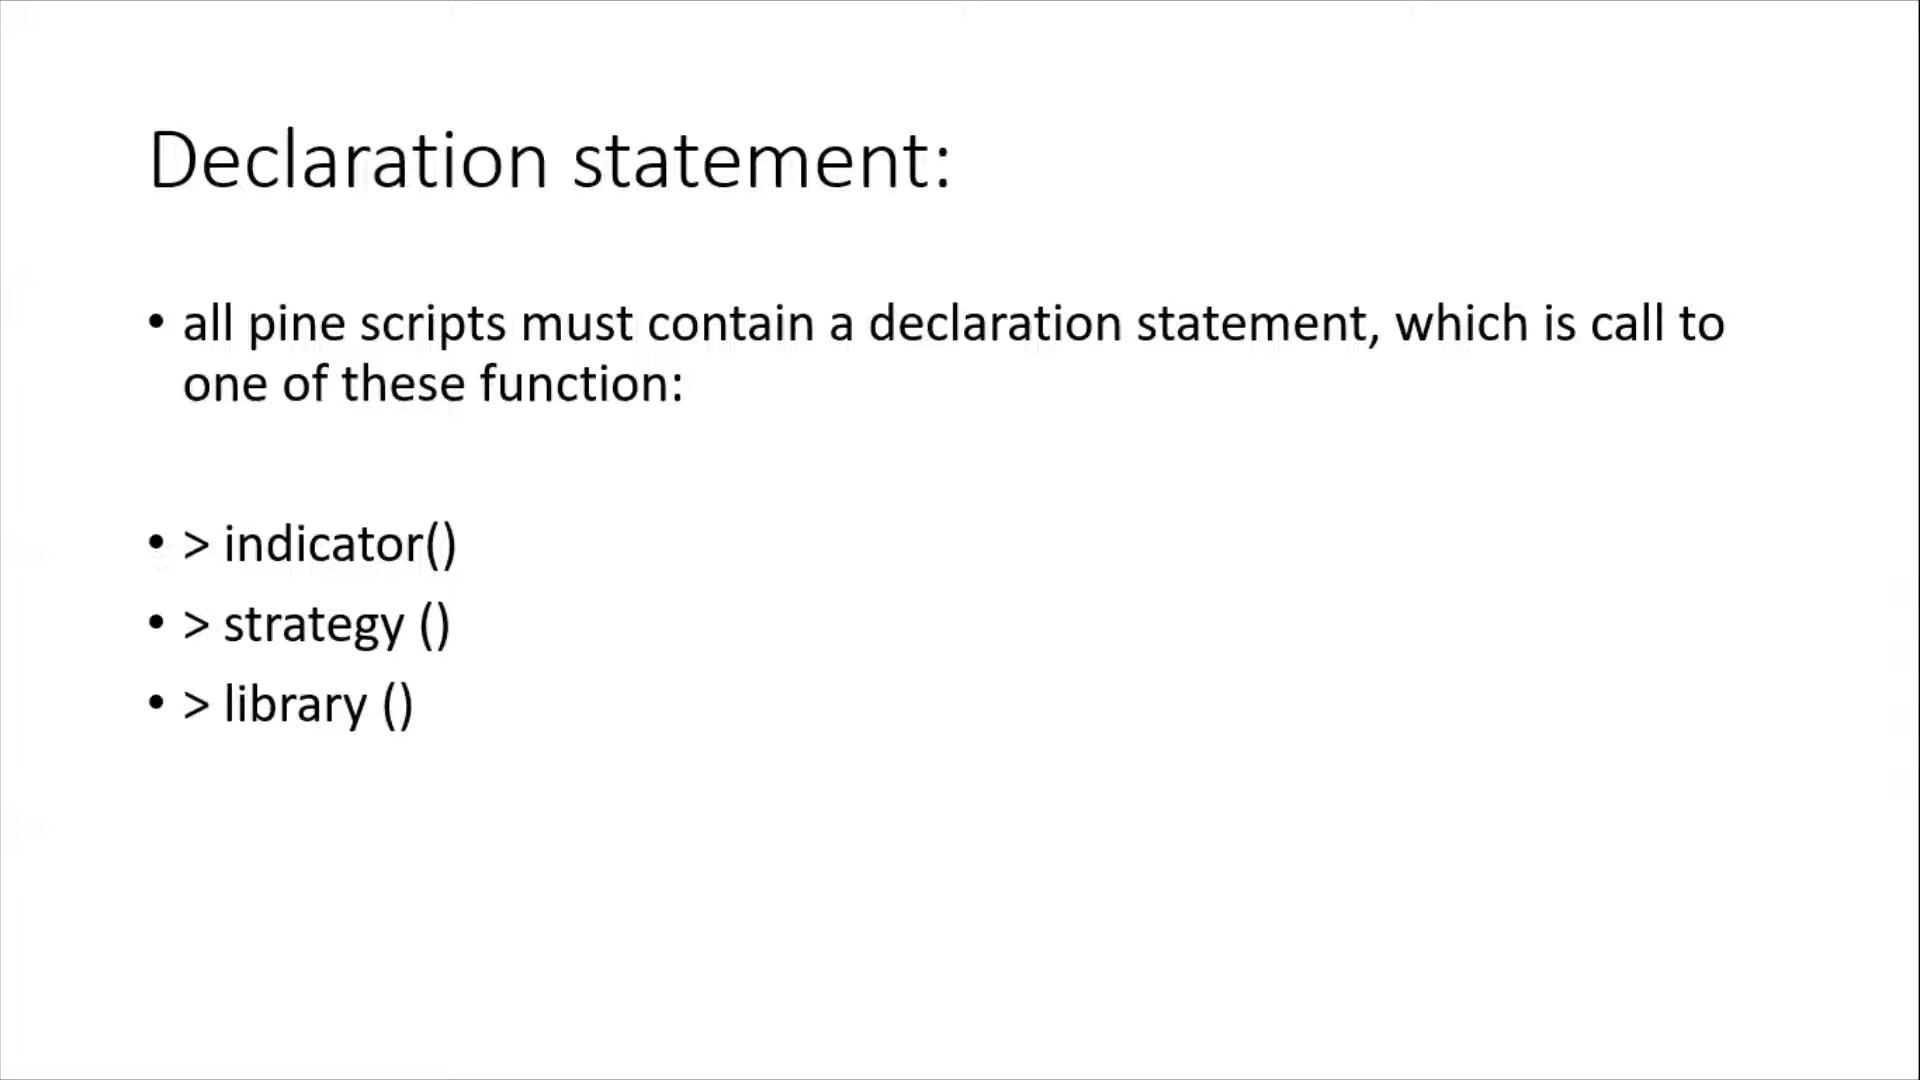 Declaration statement:
• all pine scripts must contain a declaration statement, which is call to
one of these function:
• > indicator()
• > strategy ()
• > library ()